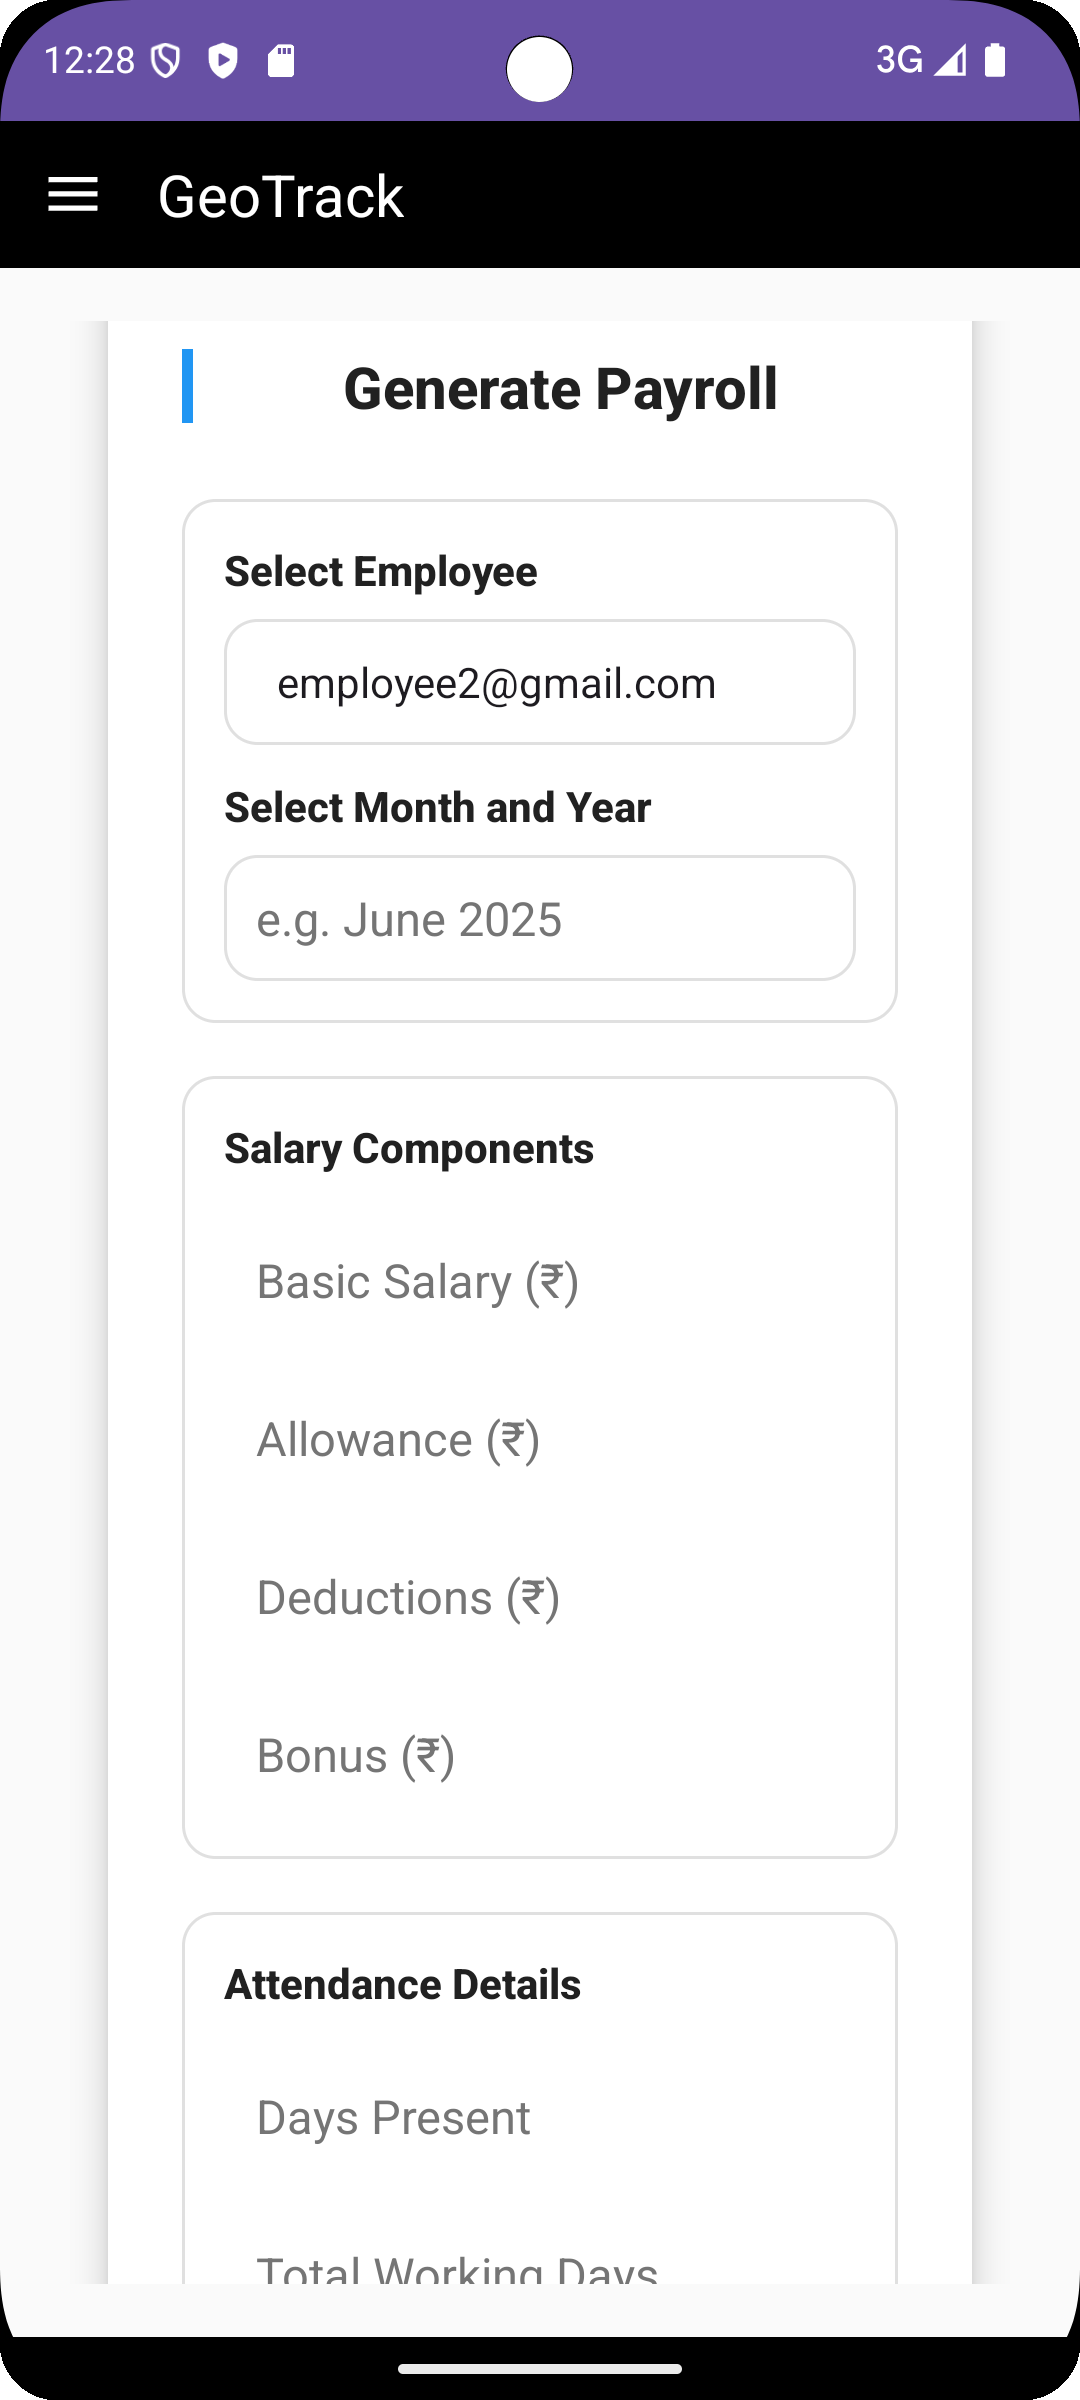 12:28
3G
GeoTrack
Generate Payroll
Select Employee
employee2@gmail.com
Select Month and Year
e.g. June 2025
Salary Components
Basic Salary (₹)
Allowance (₹)
Deductions (₹)
Bonus (₹)
Attendance Details
Days Present
Total Working Days